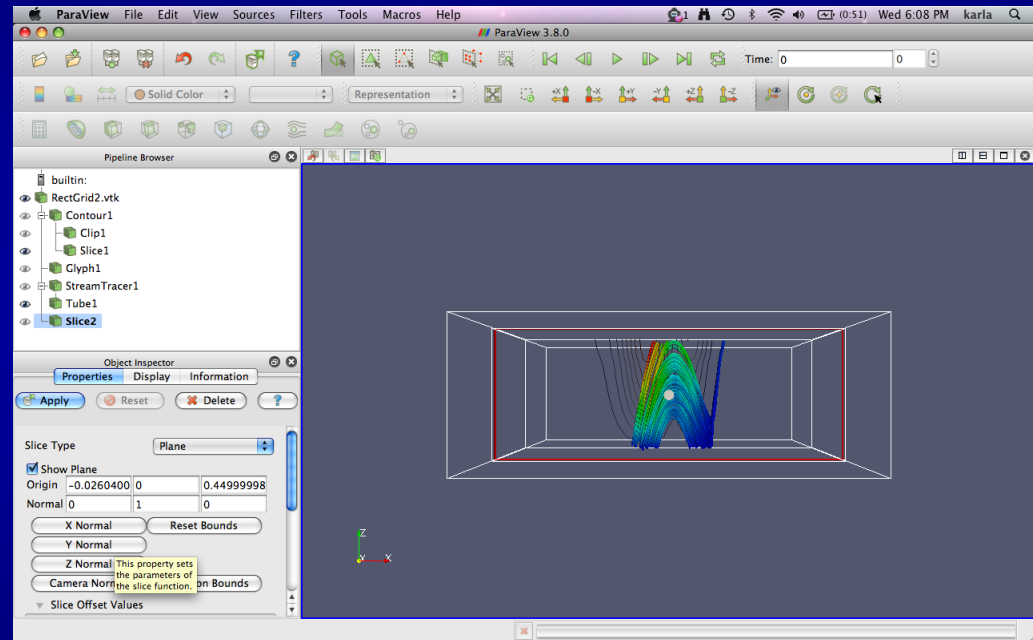 ParaView File Edit View Sources Filters Tools Macros Help 1 (0:51) Wed 6:08 PM karla
ParaView 3.8.0
Time: 0 0
Solid Color Representation +X -X +Y -Y +Z -Z
Pipeline Browser
builtin:
RectGrid2.vtk
Contour1
Clip1
Slice1
Glyph1
StreamTracer1
Tube1
Slice2
Object Inspector
Properties Display Information
Apply Reset Delete ?
Slice Type Plane
Show Plane
Origin -0.0260400 0 0.44999998
Normal 0 1 0
X Normal Reset Bounds
Y Normal
Z Normal
This property sets
the parameters of
the slice function.
Camera Norm on Bounds
Slice Offset Values
Z
Y X